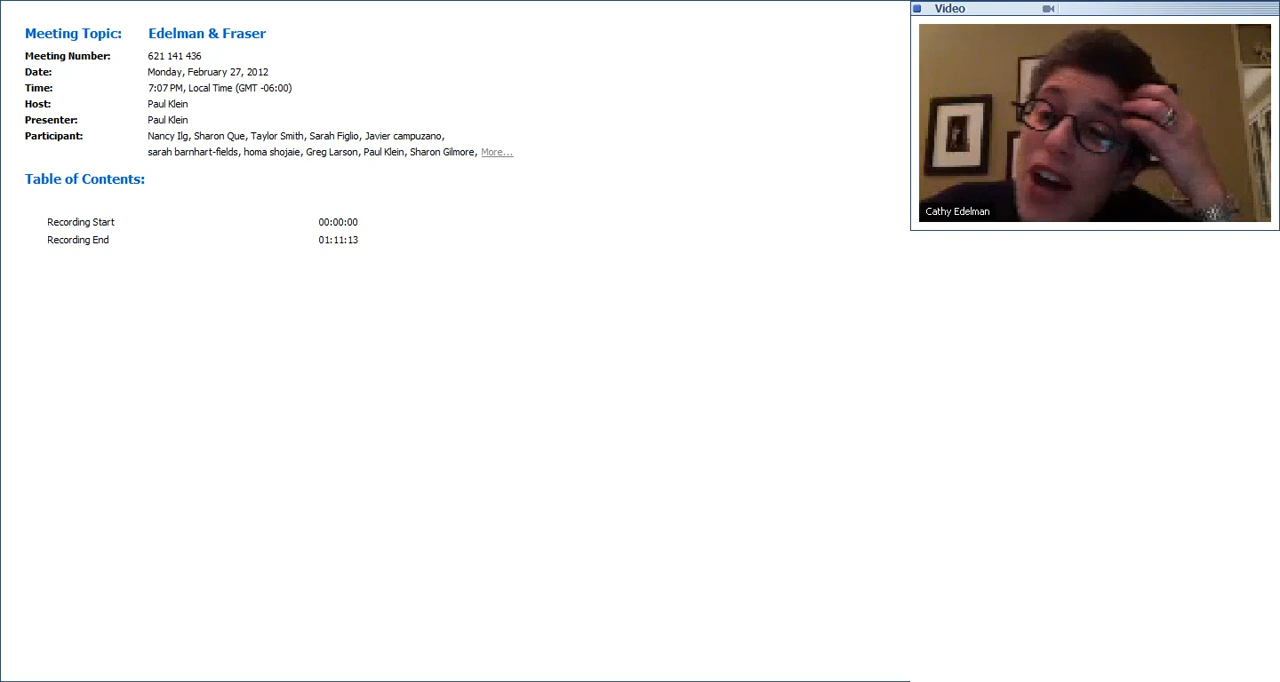 Meeting Topic: Edelman & Fraser
Meeting Number: 621 141 436
Date: Monday, February 27, 2012
Time: 7:07 PM, Local Time (GMT -06:00)
Host: Paul Klein
Presenter: Paul Klein
Participant: Nancy Ilg, Sharon Que, Taylor Smith, Sarah Figlio, Javier campuzano,
sarah barnhart-fields, homa shojaie, Greg Larson, Paul Klein, Sharon Gilmore, More...
Table of Contents:
Recording Start 00:00:00
Recording End 01:11:13
Video
Cathy Edelman